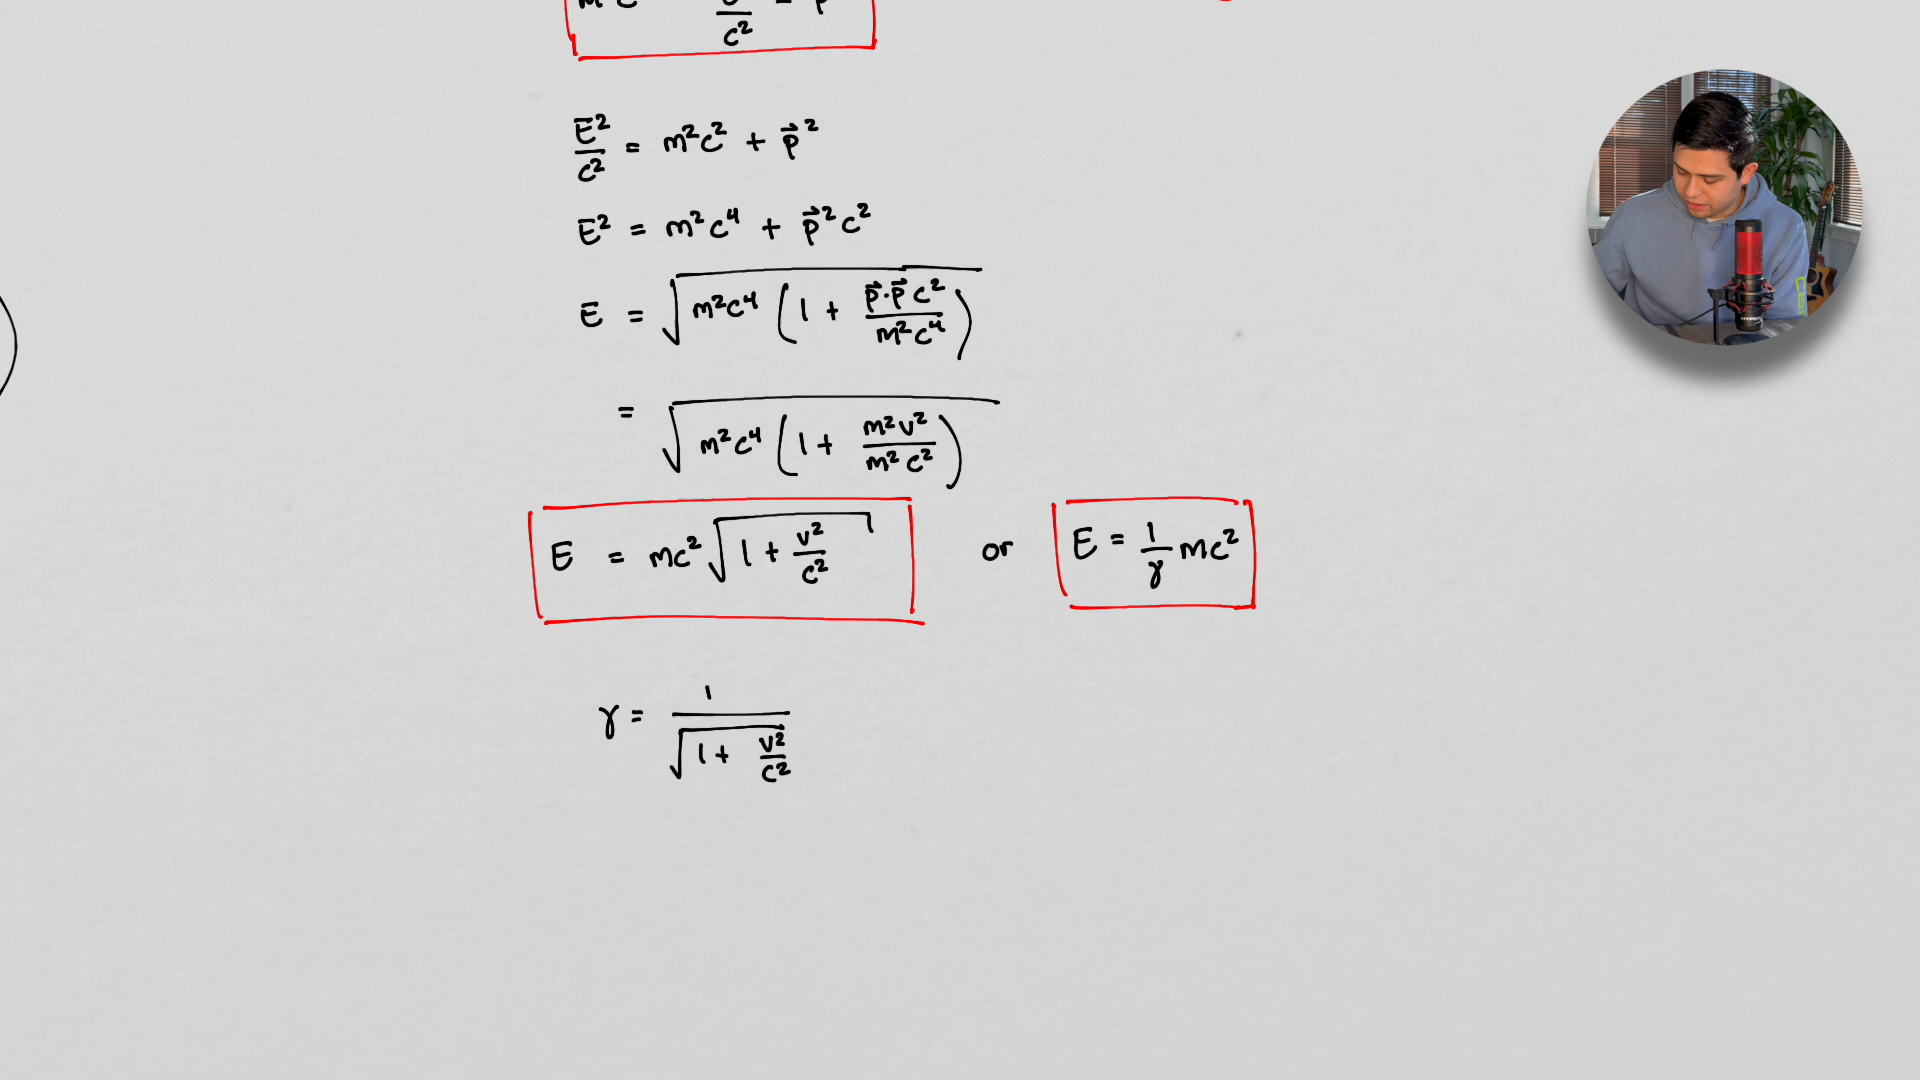 c²
E²/c² = m²c² + p⃗²
E² = m²c⁴ + p⃗²c²
E = √(m²c⁴ (1 + p⃗·p⃗c²/m²c⁴))
= √(m²c⁴ (1 + m²v²/m²c²))
E = mc²√(1 + v²/c²) or E = 1/γ mc²
γ = 1/√(1 + v²/c²)